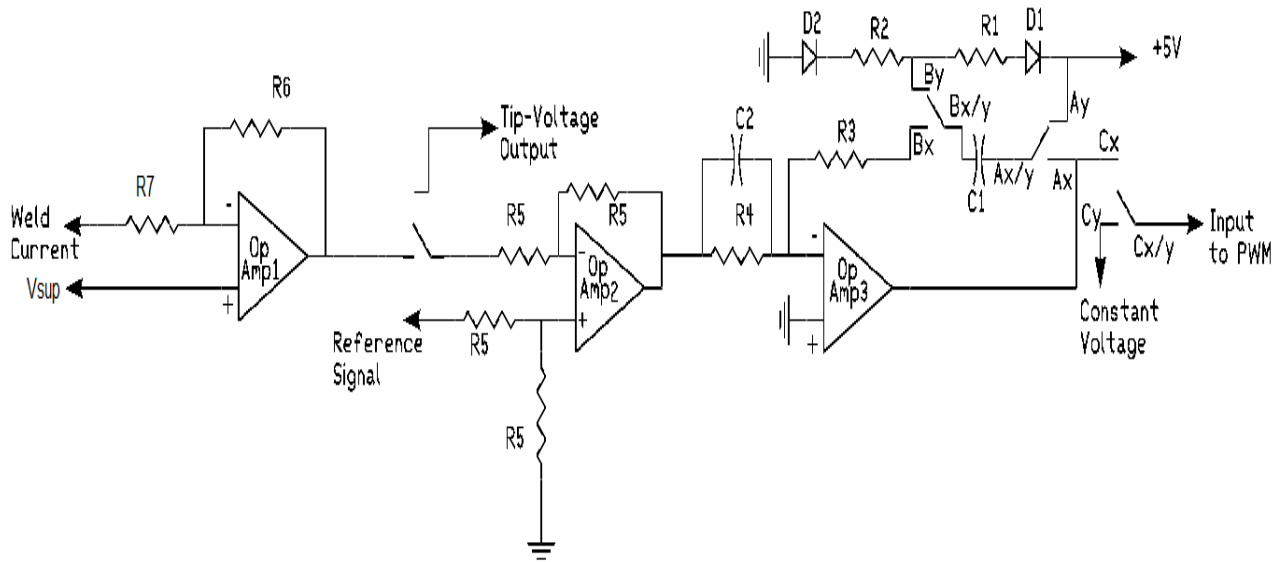 D2
R2
R1
D1
+5V
R6
Tip-Voltage
Output
C2
R3
By
Bx/y
Ay
Bx
Ax/y
C1
Ax
Cx
R7
Weld
Current
-
Op
Amp1
+
Vsup
R5
R5
-
Op
Amp2
+
R4
-
Op
Amp3
+
Cy
Cx/y
Input
to PWM
Constant
Voltage
Reference
Signal
R5
R5